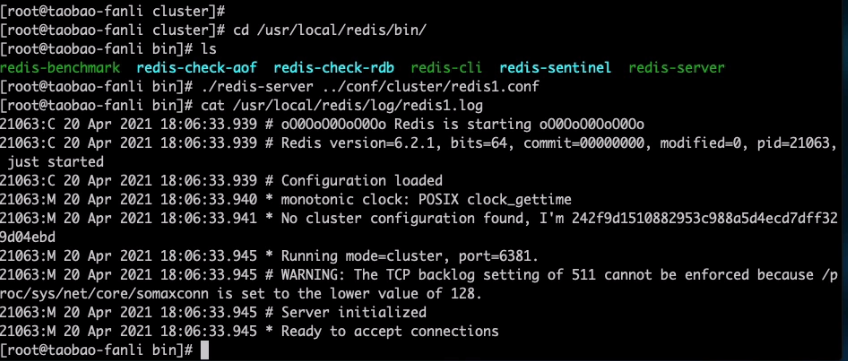 [root@taobao-fanli cluster]#
[root@taobao-fanli cluster]# cd /usr/local/redis/bin/
[root@taobao-fanli bin]# ls
redis-benchmark redis-check-aof redis-check-rdb redis-cli redis-sentinel redis-server
[root@taobao-fanli bin]# ./redis-server ../conf/cluster/redis1.conf
[root@taobao-fanli bin]# cat /usr/local/redis/log/redis1.log
21063:C 20 Apr 2021 18:06:33.939 # oO0OoO0OoO0Oo Redis is starting oO0OoO0OoO0Oo
21063:C 20 Apr 2021 18:06:33.939 # Redis version=6.2.1, bits=64, commit=00000000, modified=0, pid=21063,
just started
21063:C 20 Apr 2021 18:06:33.939 # Configuration loaded
21063:M 20 Apr 2021 18:06:33.940 * monotonic clock: POSIX clock_gettime
21063:M 20 Apr 2021 18:06:33.941 * No cluster configuration found, I'm 242f9d1510882953c988a5d4ecd7dff32
9d04ebd
21063:M 20 Apr 2021 18:06:33.945 * Running mode=cluster, port=6381.
21063:M 20 Apr 2021 18:06:33.945 # WARNING: The TCP backlog setting of 511 cannot be enforced because /p
roc/sys/net/core/somaxconn is set to the lower value of 128.
21063:M 20 Apr 2021 18:06:33.945 # Server initialized
21063:M 20 Apr 2021 18:06:33.945 * Ready to accept connections
[root@taobao-fanli bin]#